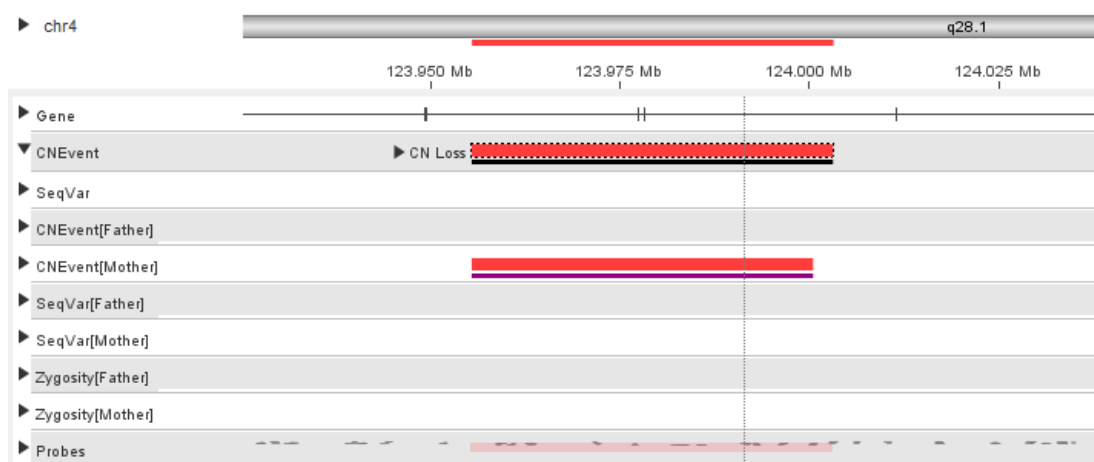 chr4
q28.1
123.950 Mb 123.975 Mb 124.000 Mb 124.025 Mb
Gene
CNEvent
CN Loss
SeqVar
CNEvent[Father]
CNEvent[Mother]
SeqVar[Father]
SeqVar[Mother]
Zygosity[Father]
Zygosity[Mother]
Probes